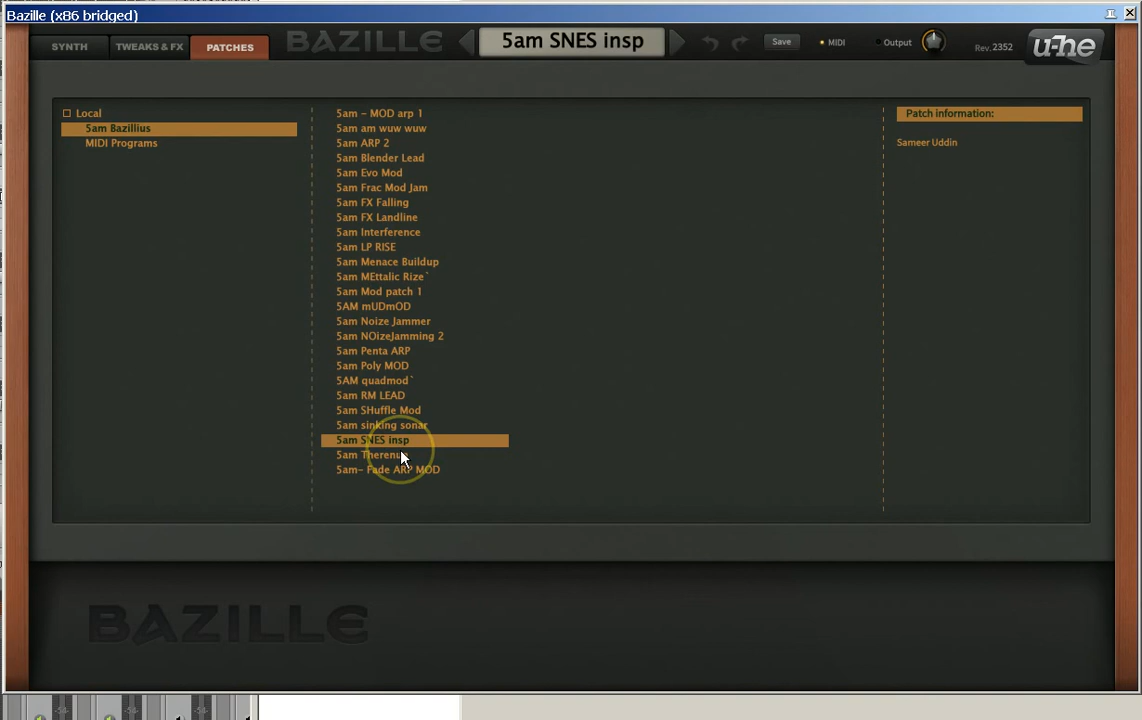 Bazille (x86 bridged)
SYNTH
TWEAKS & FX
PATCHES
BAZILLE
5am SNES insp
Save
MIDI
Output
Rev.2352
u-he
Local
5am Bazillius
MIDI Programs
5am - MOD arp 1
5am am wuw wuw
5am ARP 2
5am Blender Lead
5am Evo Mod
5am Frac Mod Jam
5am FX Falling
5am FX Landline
5am Interference
5am LP RISE
5am Menace Buildup
5am MEttalic Rize`
5am Mod patch 1
5AM mUDmOD
5am Noize Jammer
5am NOizeJamming 2
5am Penta ARP
5am Poly MOD
5AM quadmod`
5am RM LEAD
5am SHuffle Mod
5am sinking sonar
5am SNES insp
5am
5am- Fade ARP MOD
Patch information:
Sameer Uddin
BAZILLE
-54-
-54-
-54-